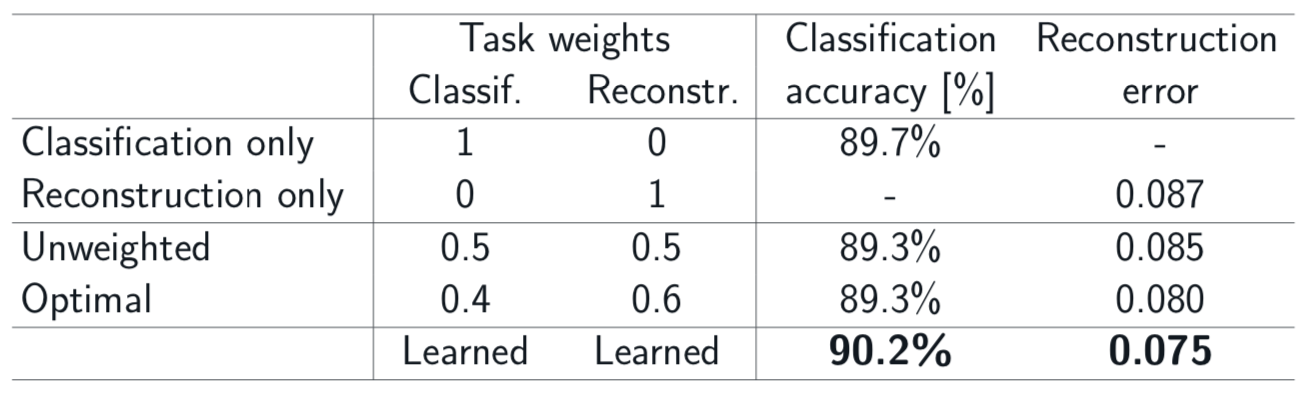 Task weights Classification Reconstruction
Classif. Reconstr. accuracy [%] error
Classification only 1 0 89.7% -
Reconstruction only 0 1 - 0.087
Unweighted 0.5 0.5 89.3% 0.085
Optimal 0.4 0.6 89.3% 0.080
Learned Learned 90.2% 0.075